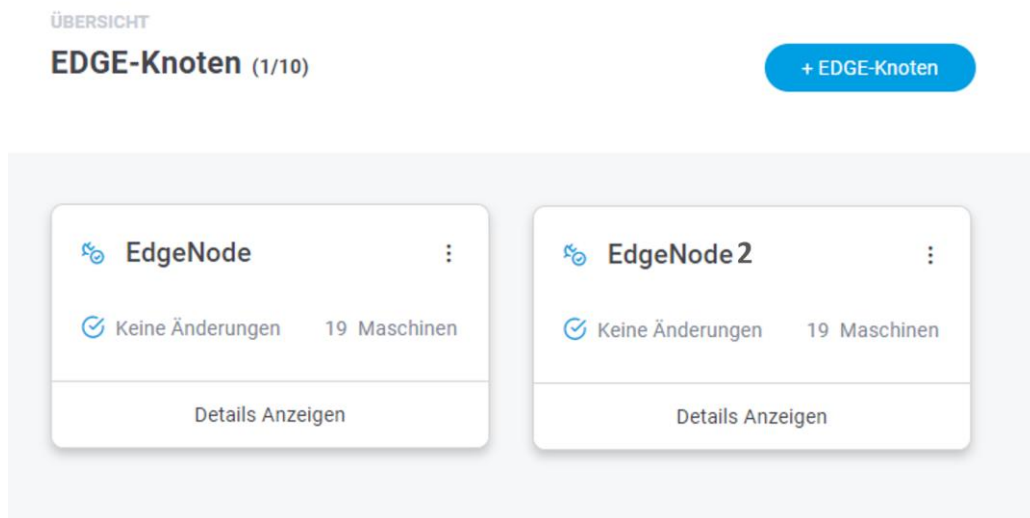 ÜBERSICHT
EDGE-Knoten (1/10)
+ EDGE-Knoten
EdgeNode
Keine Änderungen 19 Maschinen
Details Anzeigen
EdgeNode 2
Keine Änderungen 19 Maschinen
Details Anzeigen